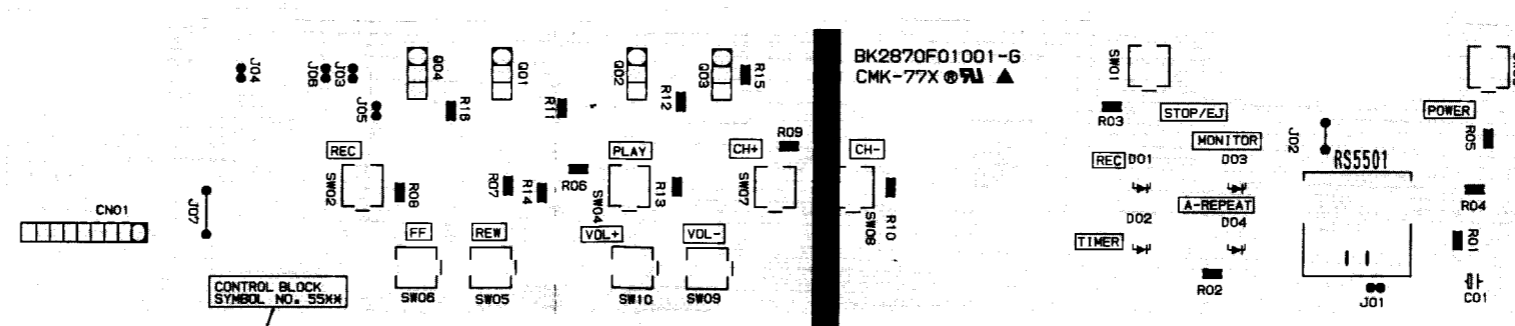 BK2870F01001-G
CMK-77X ® ▲
J04
J06
J03
J05
Q04
R16
Q01
R11
Q02
R12
Q03
R15
SW01
R03
STOP/EJ
POWER
R05
J02
MONITOR
RS5501
REC
SW02
R08
R07
R14
R06
PLAY
SW04
R13
CH+
R09
SW07
CH-
SW08
R10
REC
D01
D03
A-REPEAT
D02
D04
TIMER
R02
R04
R01
C01
J01
CN01
J07
FF
SW06
REW
SW05
VOL+
SW10
VOL-
SW09
CONTROL BLOCK
SYMBOL NO. 55XX